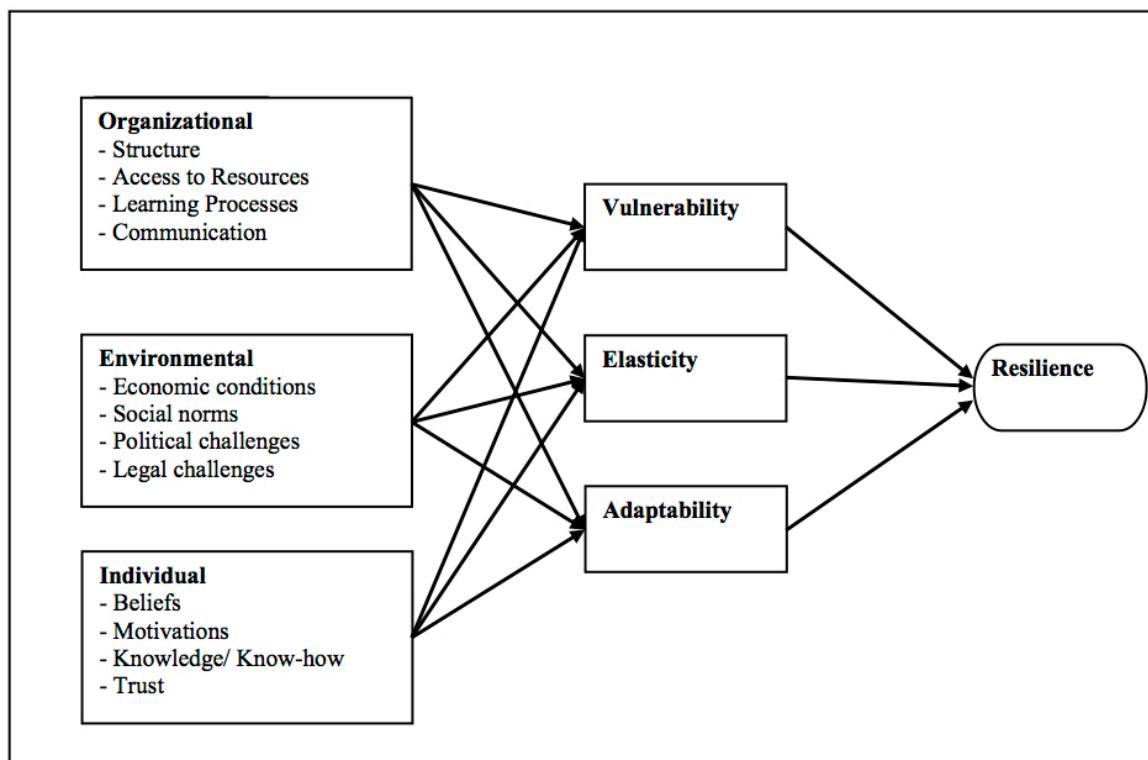 Organizational
- Structure
- Access to Resources
- Learning Processes
- Communication
Environmental
- Economic conditions
- Social norms
- Political challenges
- Legal challenges
Individual
- Beliefs
- Motivations
- Knowledge/ Know-how
- Trust
Vulnerability
Elasticity
Adaptability
Resilience